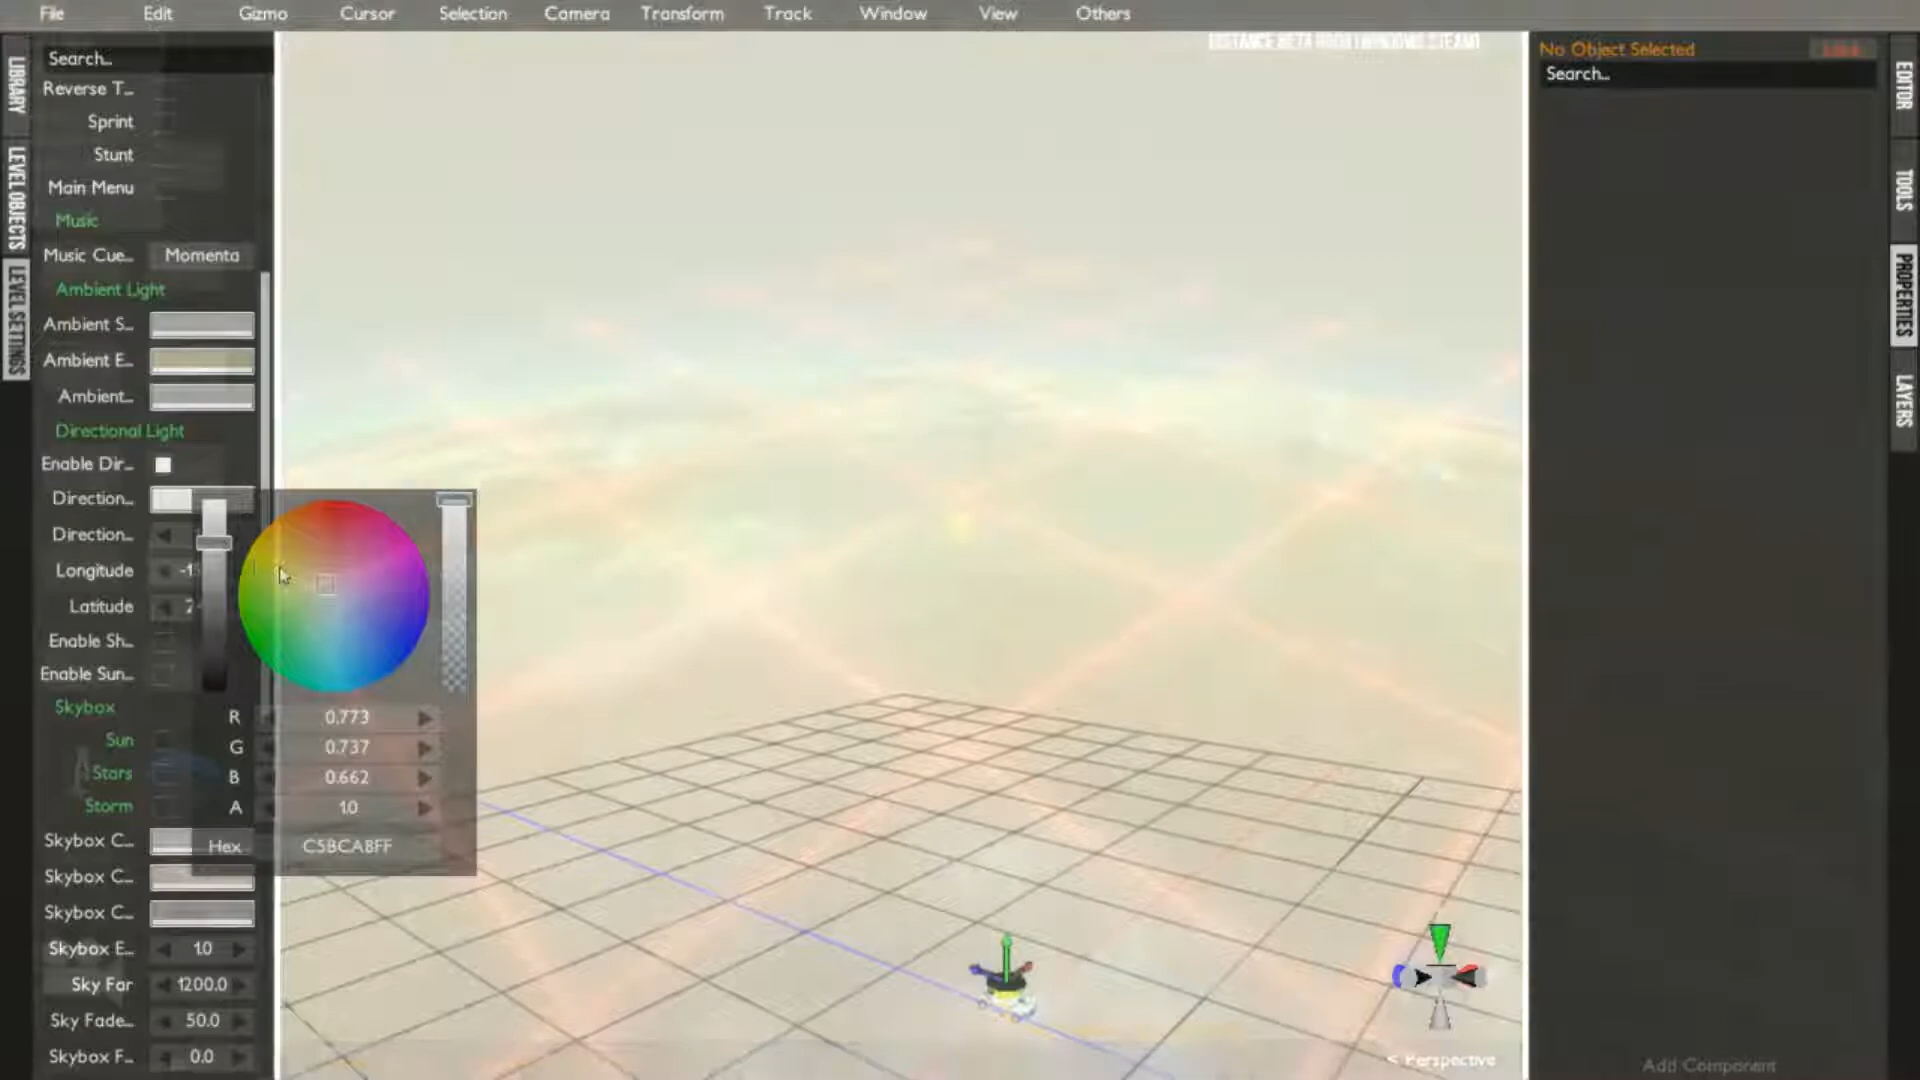 File Edit Gizmo Cursor Selection Camera Transform Track Window View Others
LIBRARY
LEVEL OBJECTS
LEVEL SETTINGS
Search...
Reverse T...
Sprint
Stunt
Main Menu
Music
Music Cue... Momenta
Ambient Light
Ambient S...
Ambient E...
Ambient...
Directional Light
Enable Dir...
Direction...
Direction...
Longitude
Latitude
Enable Sh...
Enable Sun...
Skybox
Sun
Stars
Storm
Skybox C...
Skybox C...
Skybox C...
Skybox E... 1.0
Sky Far 1200.0
Sky Fade... 50.0
Skybox F... 0.0
R 0.773
G 0.737
B 0.662
A 1.0
Hex C5BCA8FF
< Perspective
No Object Selected
Search...
Add Component
EDITOR
TOOLS
PROPERTIES
LAYERS